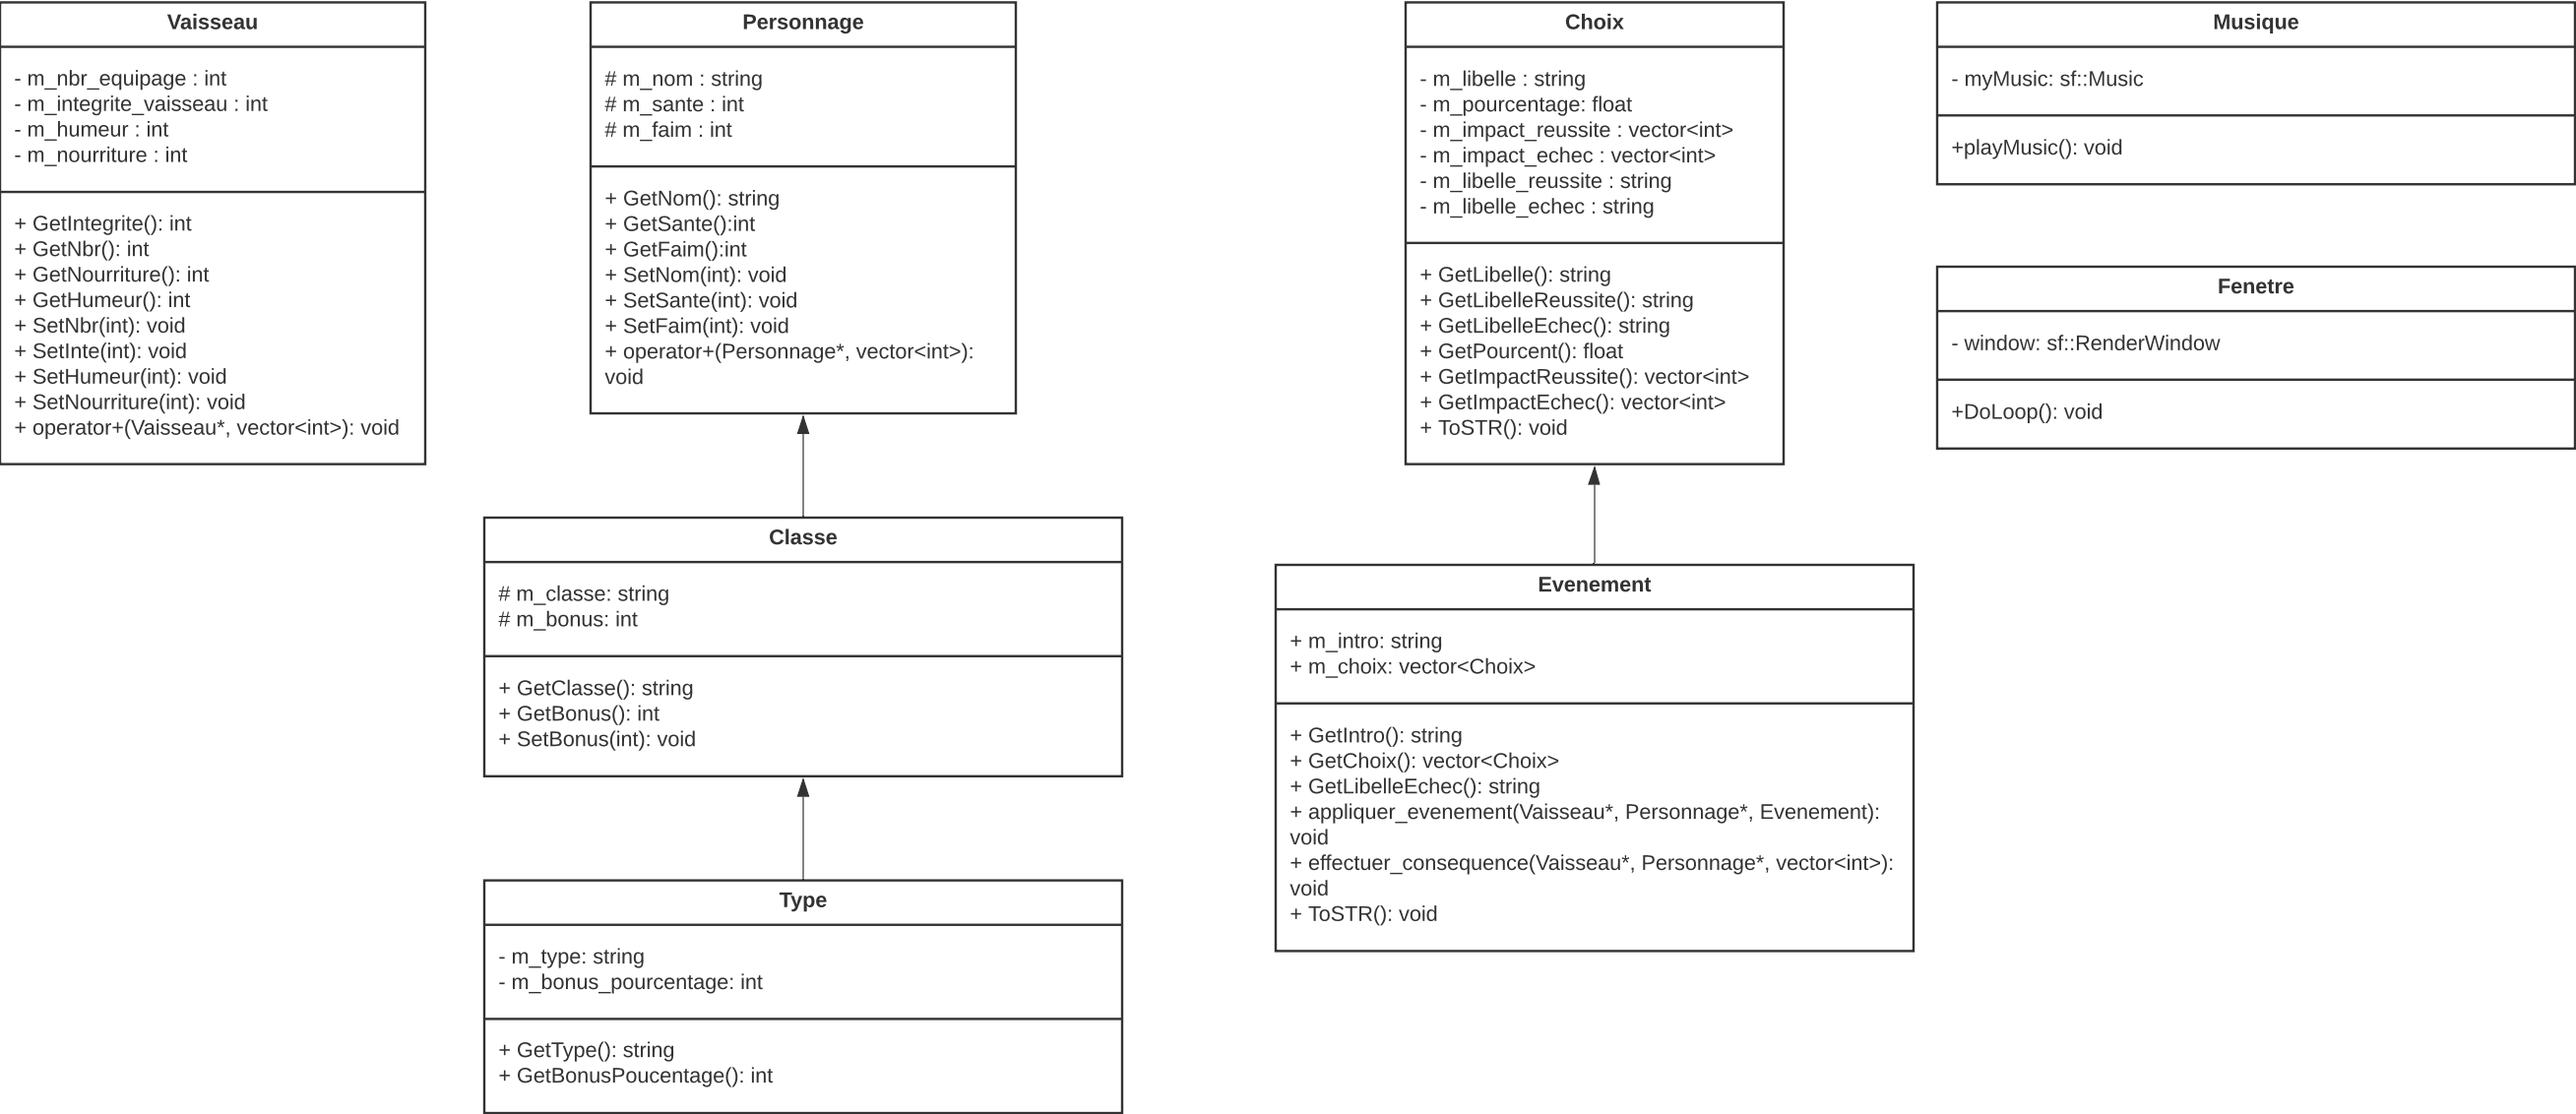 Vaisseau
- m_nbr_equipage : int
- m_integrite_vaisseau : int
- m_humeur : int
- m_nourriture : int
+ GetIntegrite(): int
+ GetNbr(): int
+ GetNourriture(): int
+ GetHumeur(): int
+ SetNbr(int): void
+ SetInte(int): void
+ SetHumeur(int): void
+ SetNourriture(int): void
+ operator+(Vaisseau*, vector<int>): void
Personnage
# m_nom : string
# m_sante : int
# m_faim : int
+ GetNom(): string
+ GetSante():int
+ GetFaim():int
+ SetNom(int): void
+ SetSante(int): void
+ SetFaim(int): void
+ operator+(Personnage*, vector<int>):
void
Classe
# m_classe: string
# m_bonus: int
+ GetClasse(): string
+ GetBonus(): int
+ SetBonus(int): void
Type
- m_type: string
- m_bonus_pourcentage: int
+ GetType(): string
+ GetBonusPoucentage(): int
Choix
- m_libelle : string
- m_pourcentage: float
- m_impact_reussite : vector<int>
- m_impact_echec : vector<int>
- m_libelle_reussite : string
- m_libelle_echec : string
+ GetLibelle(): string
+ GetLibelleReussite(): string
+ GetLibelleEchec(): string
+ GetPourcent(): float
+ GetImpactReussite(): vector<int>
+ GetImpactEchec(): vector<int>
+ ToSTR(): void
Evenement
+ m_intro: string
+ m_choix: vector<Choix>
+ GetIntro(): string
+ GetChoix(): vector<Choix>
+ GetLibelleEchec(): string
+ appliquer_evenement(Vaisseau*, Personnage*, Evenement):
void
+ effectuer_consequence(Vaisseau*, Personnage*, vector<int>):
void
+ ToSTR(): void
Musique
- myMusic: sf::Music
+playMusic(): void
Fenetre
- window: sf::RenderWindow
+DoLoop(): void